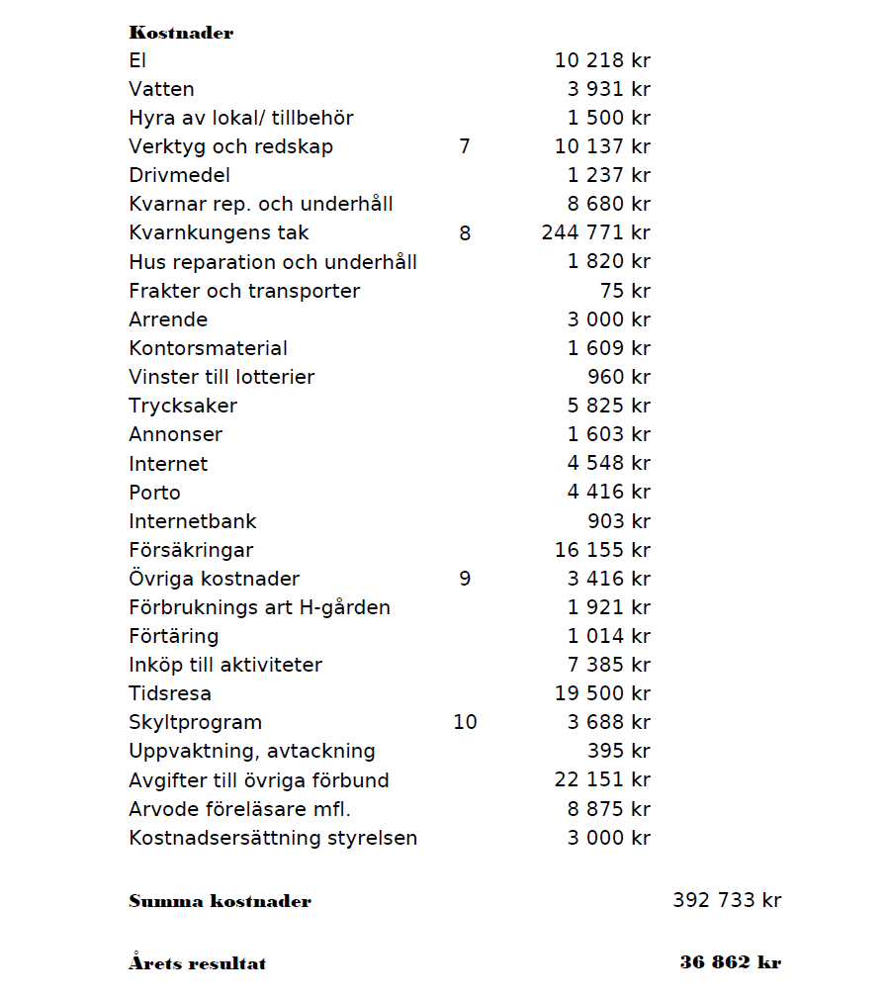 Kostnader
El 10 218 kr
Vatten 3 931 kr
Hyra av lokal/ tillbehör 1 500 kr
Verktyg och redskap 7 10 137 kr
Drivmedel 1 237 kr
Kvarnar rep. och underhåll 8 680 kr
Kvarnkungens tak 8 244 771 kr
Hus reparation och underhåll 1 820 kr
Frakter och transporter 75 kr
Arrende 3 000 kr
Kontorsmaterial 1 609 kr
Vinster till lotterier 960 kr
Trycksaker 5 825 kr
Annonser 1 603 kr
Internet 4 548 kr
Porto 4 416 kr
Internetbank 903 kr
Försäkringar 16 155 kr
Övriga kostnader 9 3 416 kr
Förbruknings art H-gården 1 921 kr
Förtäring 1 014 kr
Inköp till aktiviteter 7 385 kr
Tidsresa 19 500 kr
Skyltprogram 10 3 688 kr
Uppvaktning, avtackning 395 kr
Avgifter till övriga förbund 22 151 kr
Arvode föreläsare mfl. 8 875 kr
Kostnadsersättning styrelsen 3 000 kr
Summa kostnader 392 733 kr
Årets resultat 36 862 kr